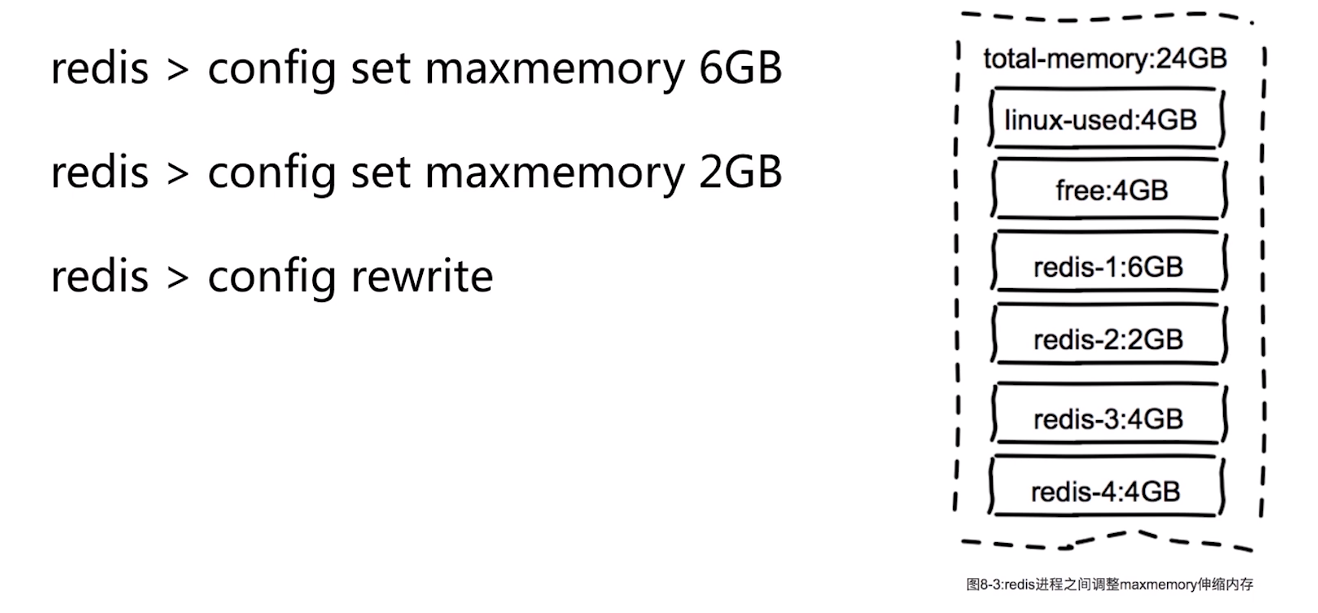 redis > config set maxmemory 6GB
redis > config set maxmemory 2GB
redis > config rewrite
total-memory:24GB
linux-used:4GB
free:4GB
redis-1:6GB
redis-2:2GB
redis-3:4GB
redis-4:4GB
图8-3:redis进程之间调整maxmemory伸缩内存